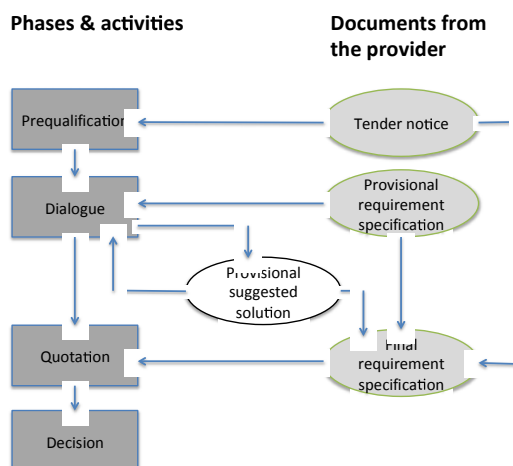 Phases & activities
Documents from
the provider
Prequalification
Tender notice
Dialogue
Provisional
requirement
specification
Provisional
suggested
solution
Quotation
Final
requirement
specification
Decision